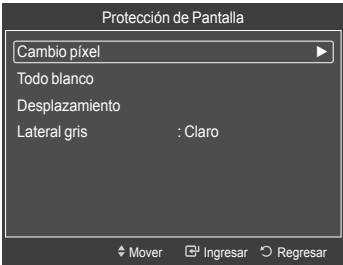 Protección de Pantalla
Cambio píxel ►
Todo blanco
Desplazamiento
Lateral gris : Claro
Mover Ingresar Regresar